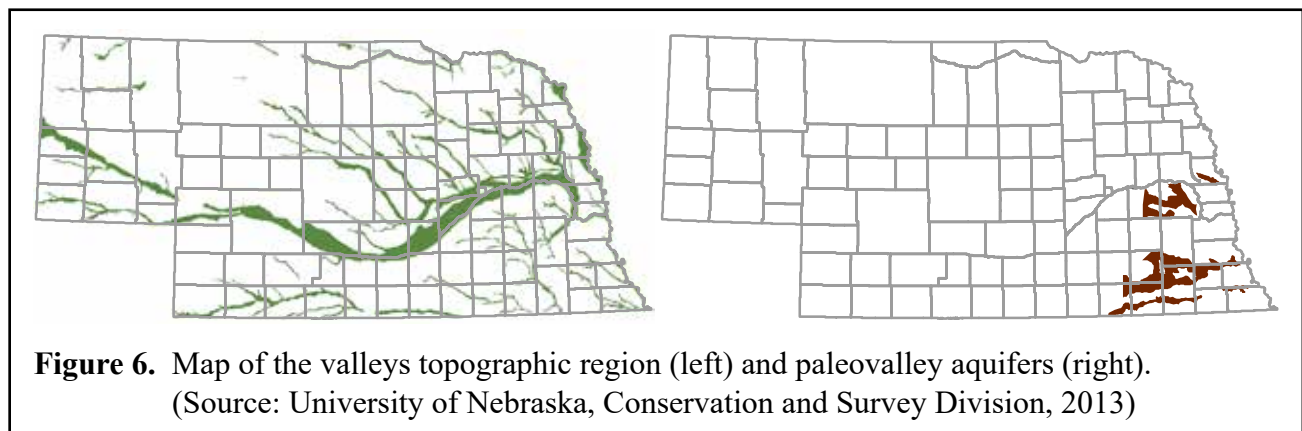 Figure 6. Map of the valleys topographic region (left) and paleovalley aquifers (right).
(Source: University of Nebraska, Conservation and Survey Division, 2013)